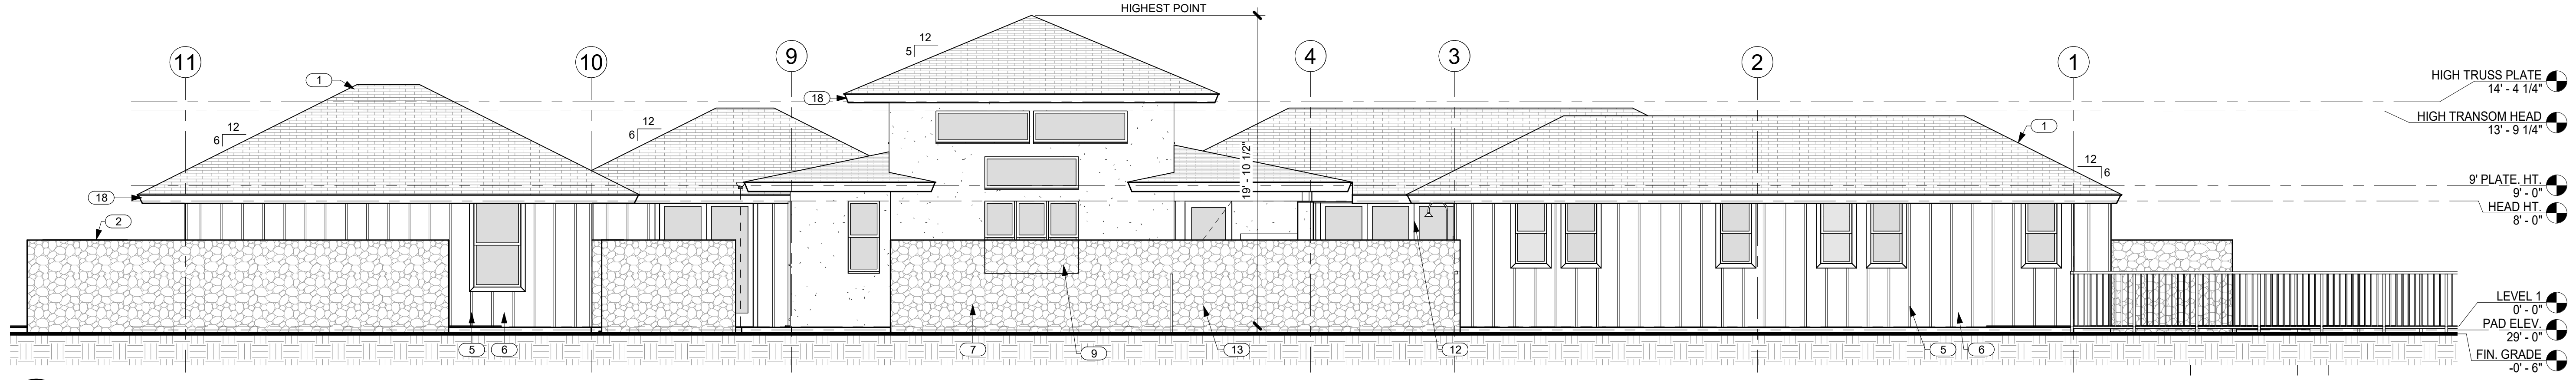 HIGHEST POINT
12
5
11
10
9
4
3
2
1
1
18
12
6
12
6
19' - 10 1/2"
1
12
6
18
2
HIGH TRUSS PLATE
14' - 4 1/4"
HIGH TRANSOM HEAD
13' - 9 1/4"
9' PLATE. HT.
9' - 0"
HEAD HT.
8' - 0"
LEVEL 1
0' - 0"
PAD ELEV.
29' - 0"
FIN. GRADE
-0' - 6"
5
6
7
9
13
12
5
6